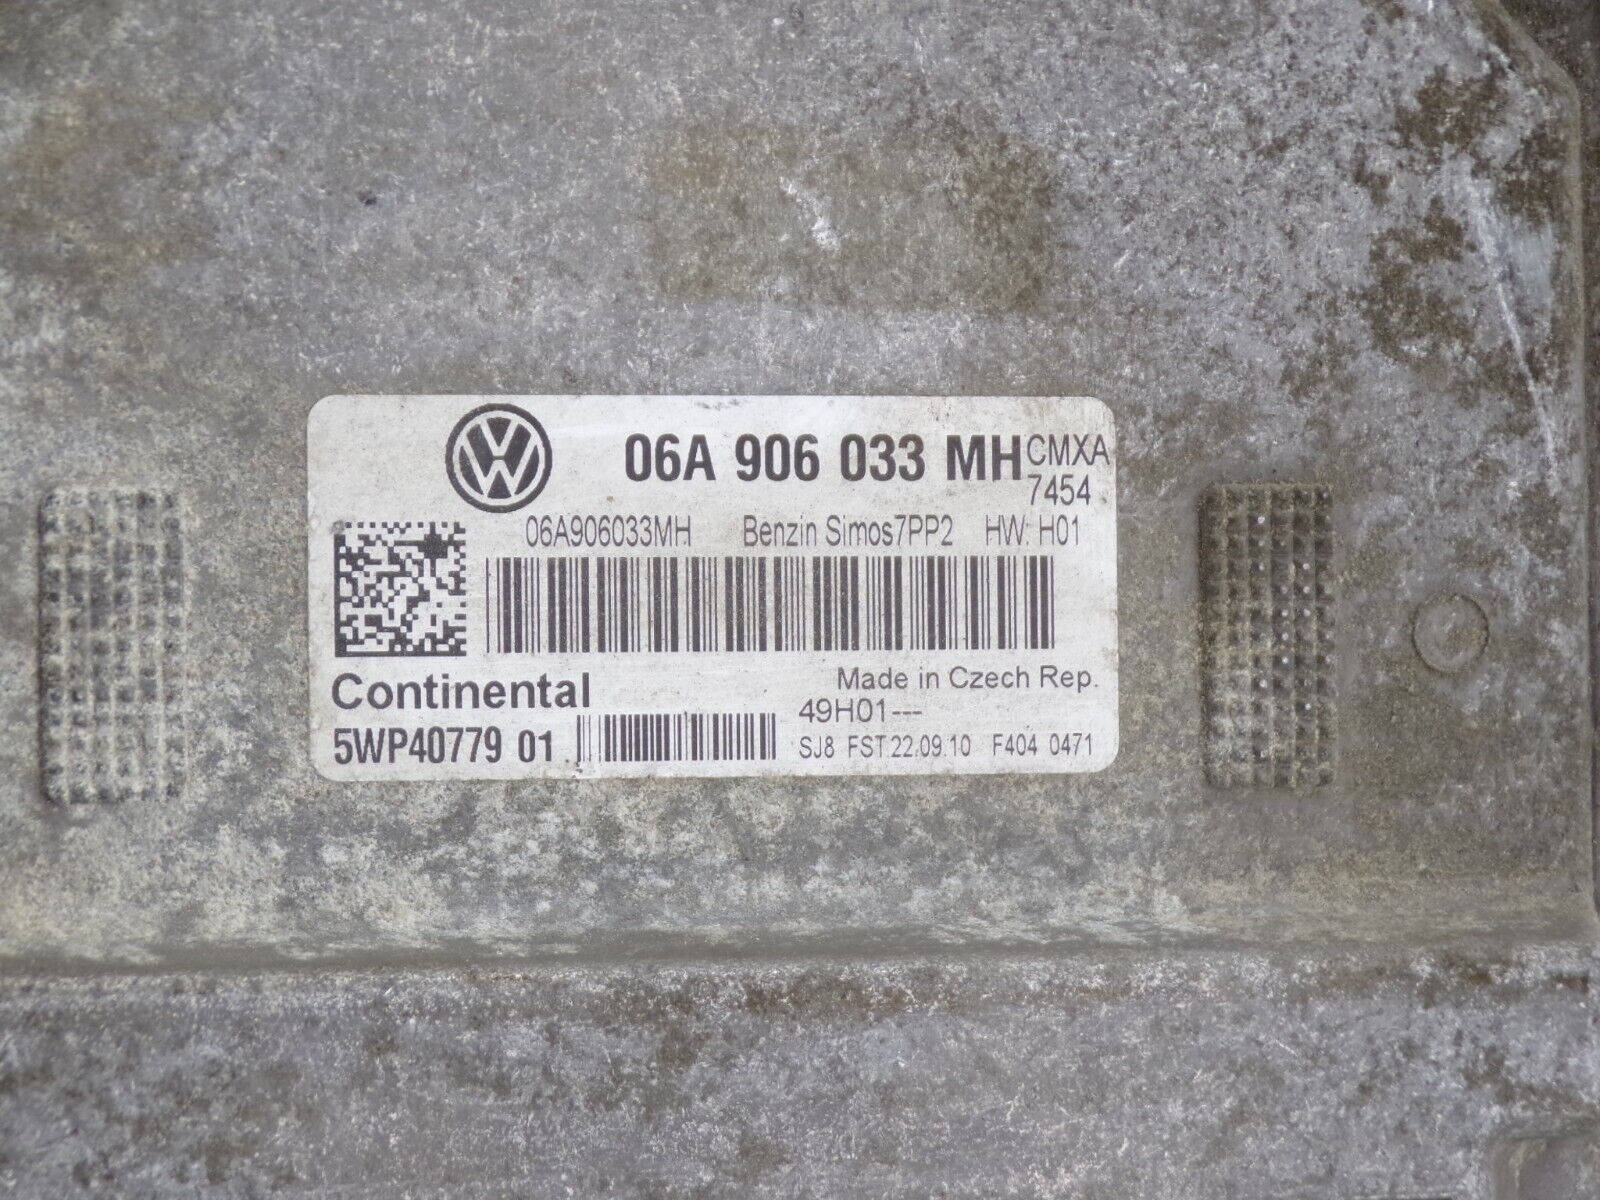 06A 906 033 MH CMXA
7454
06A906033MH Benzin Simos7PP2 HW: H01
Continental
Made in Czech Rep.
49H01---
5WP40779 01
SJ8 FST 22.09.10 F404 0471